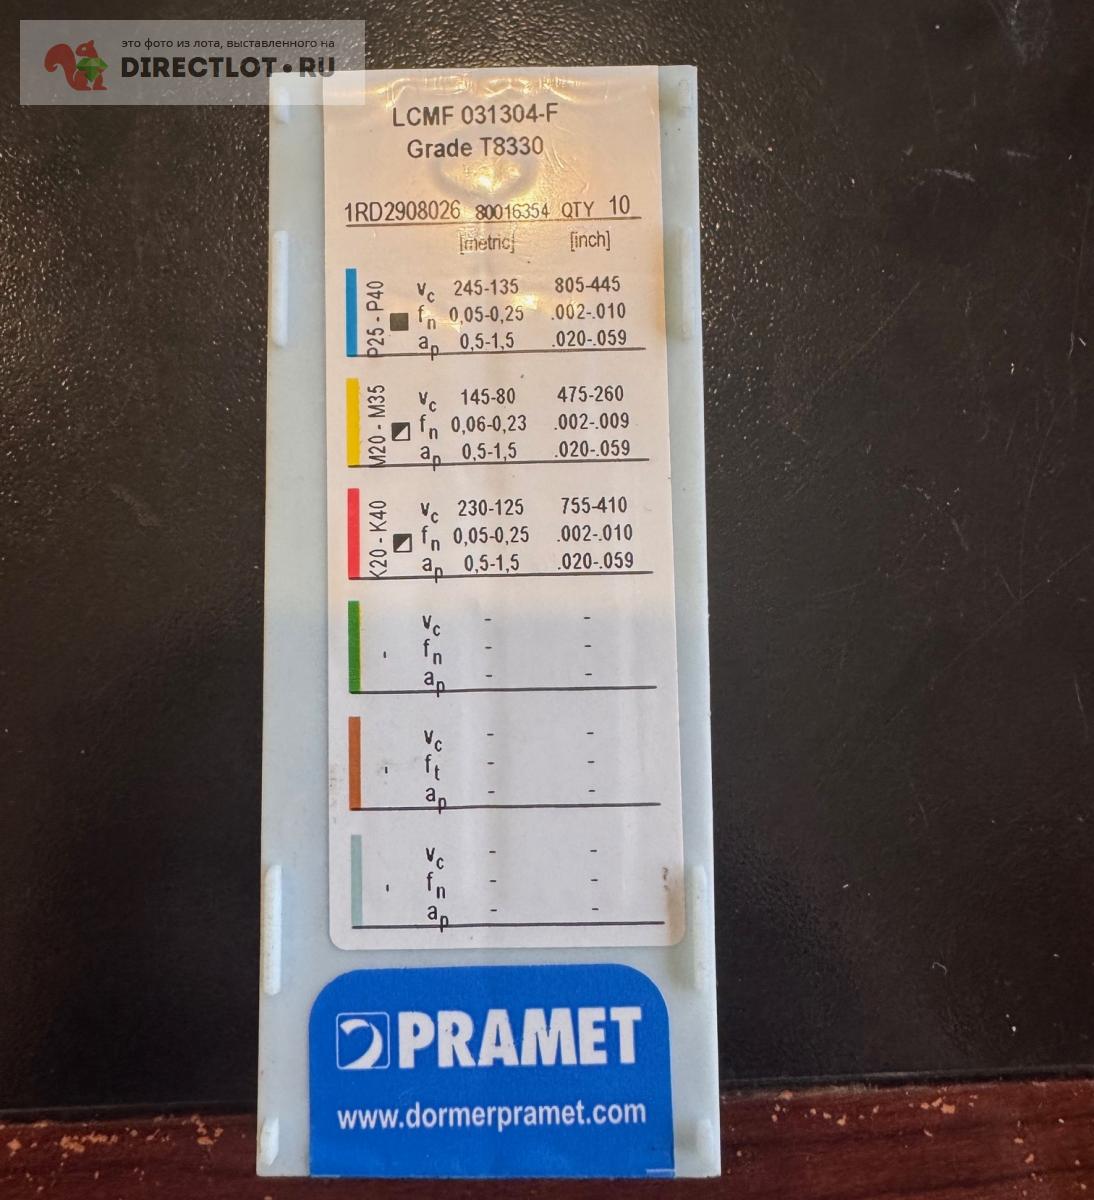 это фото из лота, выставленного на
DIRECTLOT•RU
LCMF 031304-F
Grade T8330
1RD2908026 80016354 QTY 10
[metric] [inch]
P25 - P40
vc 245-135 805-445
fn 0,05-0,25 .002-.010
ap 0,5-1,5 .020-.059
M20 - M35
vc 145-80 475-260
fn 0,06-0,23 .002-.009
ap 0,5-1,5 .020-.059
K20 - K40
vc 230-125 755-410
fn 0,05-0,25 .002-.010
ap 0,5-1,5 .020-.059
vc - -
fn - -
ap - -
vc - -
ft - -
ap - -
vc - -
fn - -
ap - -
PRAMET
www.dormerpramet.com